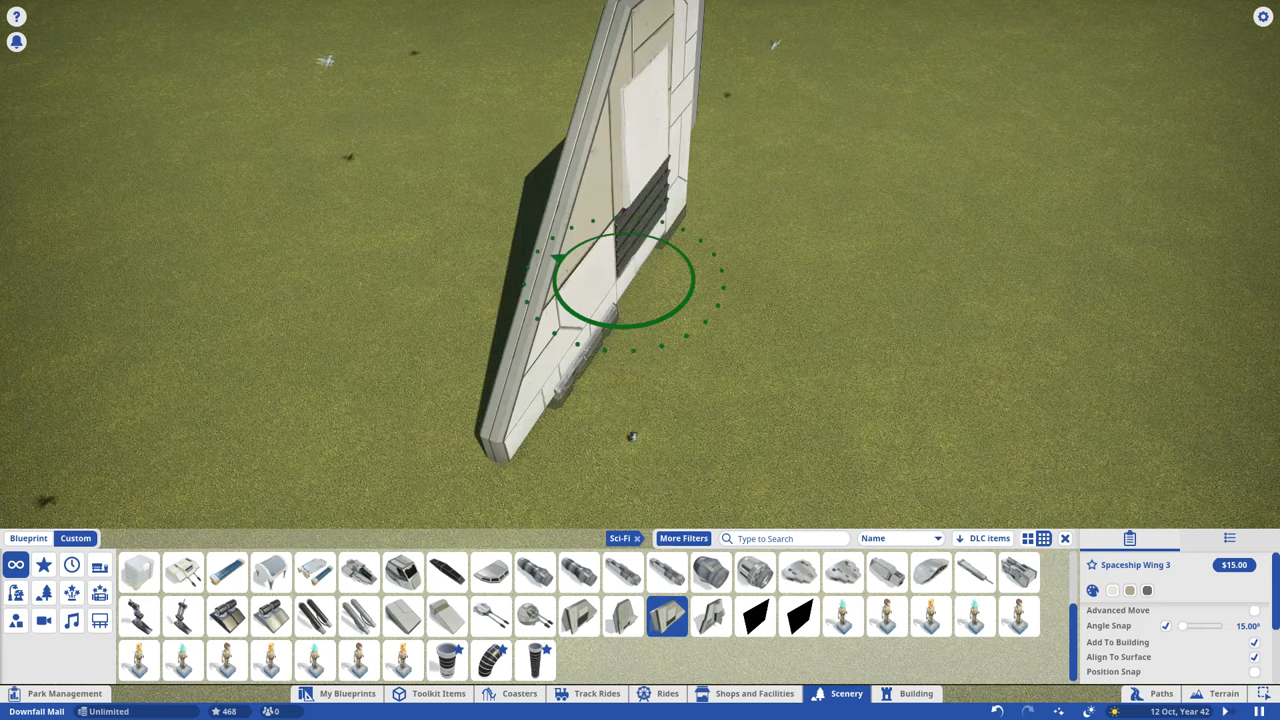 ?
Blueprint Custom Sci-Fi × More Filters Type to Search Name DLC items
Spaceship Wing 3 $15.00
Advanced Move
Angle Snap 15.00°
Add To Building
Align To Surface
Position Snap
Park Management My Blueprints Toolkit Items Coasters Track Rides Rides Shops and Facilities Scenery Building Paths Terrain
Downfall Mall Unlimited 468 0 12 Oct, Year 42